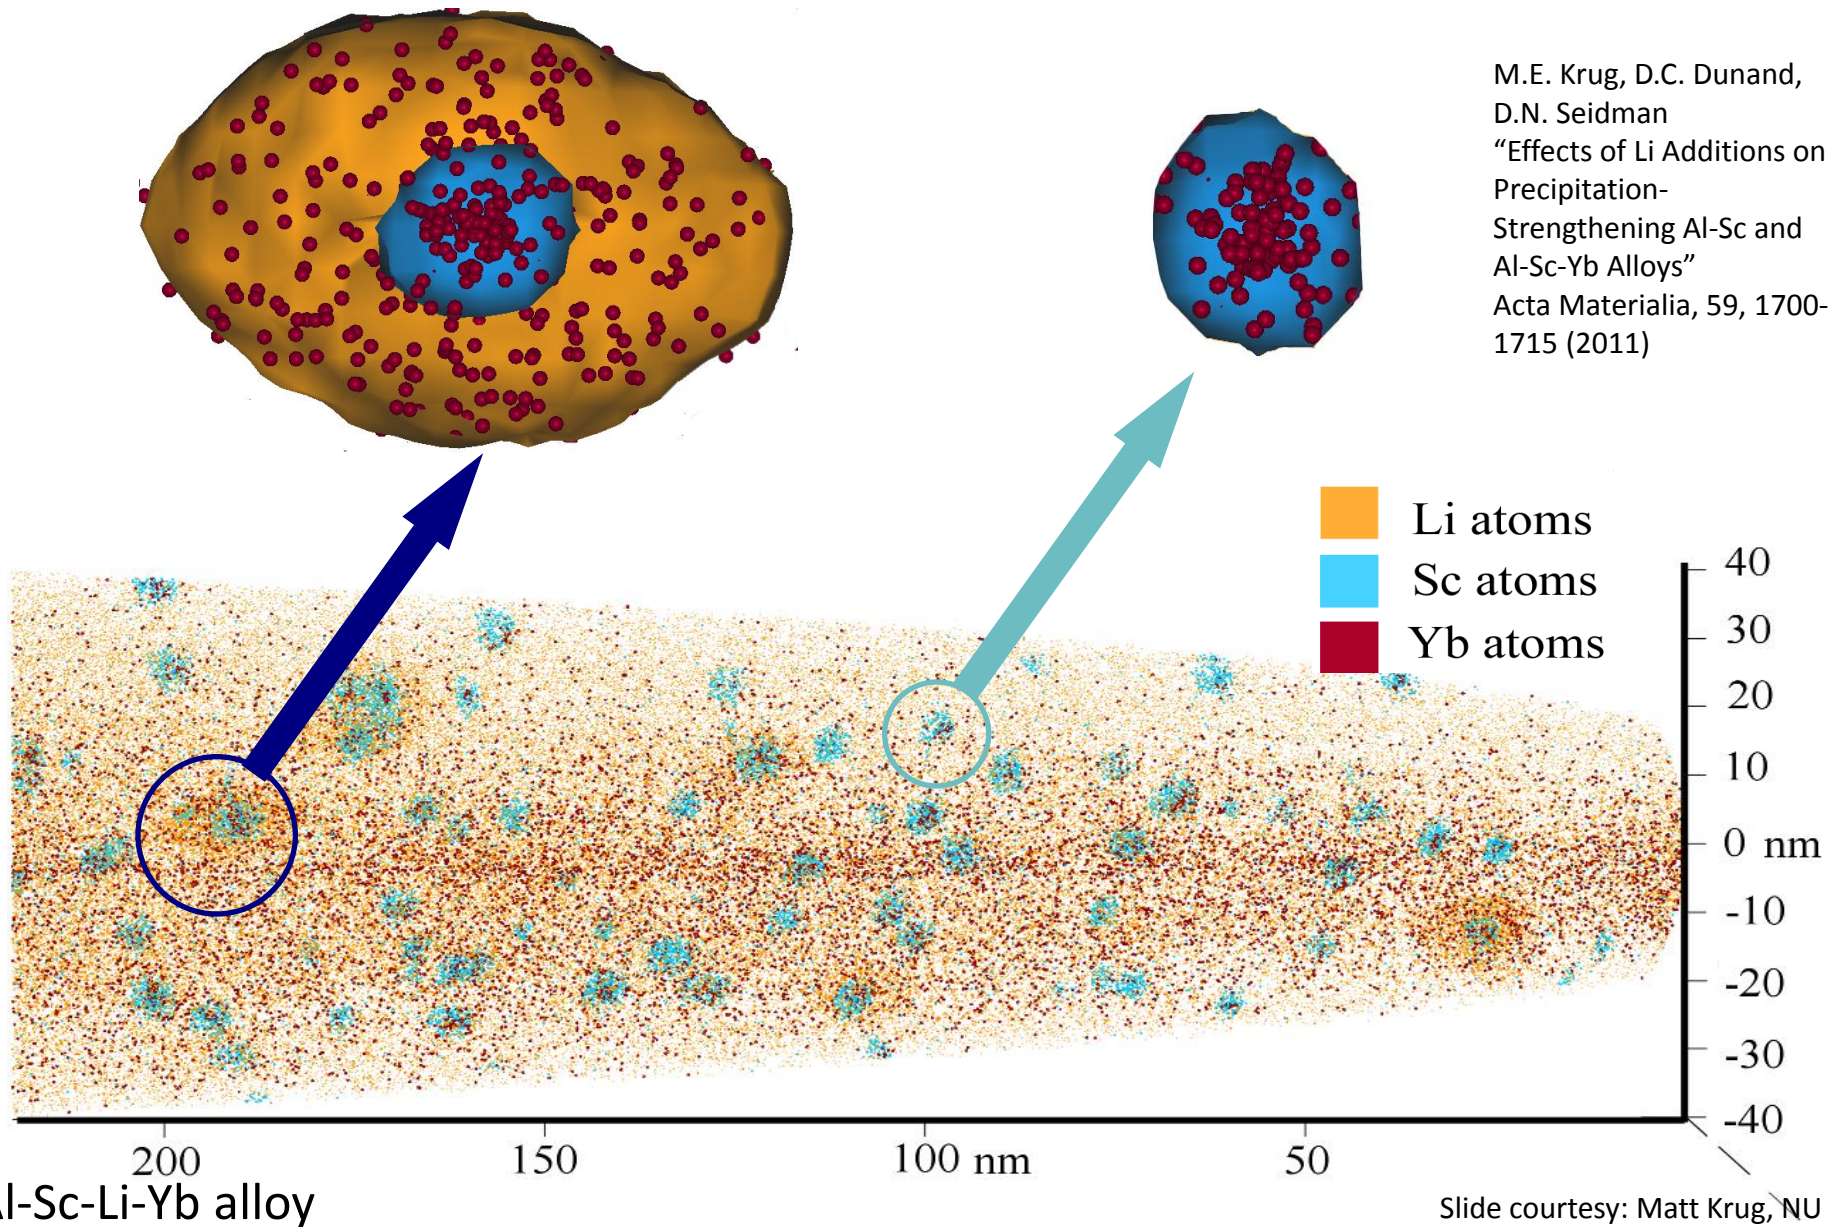 M.E. Krug, D.C. Dunand,
D.N. Seidman
“Effects of Li Additions on
Precipitation-
Strengthening Al-Sc and
Al-Sc-Yb Alloys”
Acta Materialia, 59, 1700-
1715 (2011)
Li atoms
Sc atoms
Yb atoms
40
30
20
10
0 nm
-10
-20
-30
-40
200
150
100 nm
50
Al-Sc-Li-Yb alloy
Slide courtesy: Matt Krug, NU